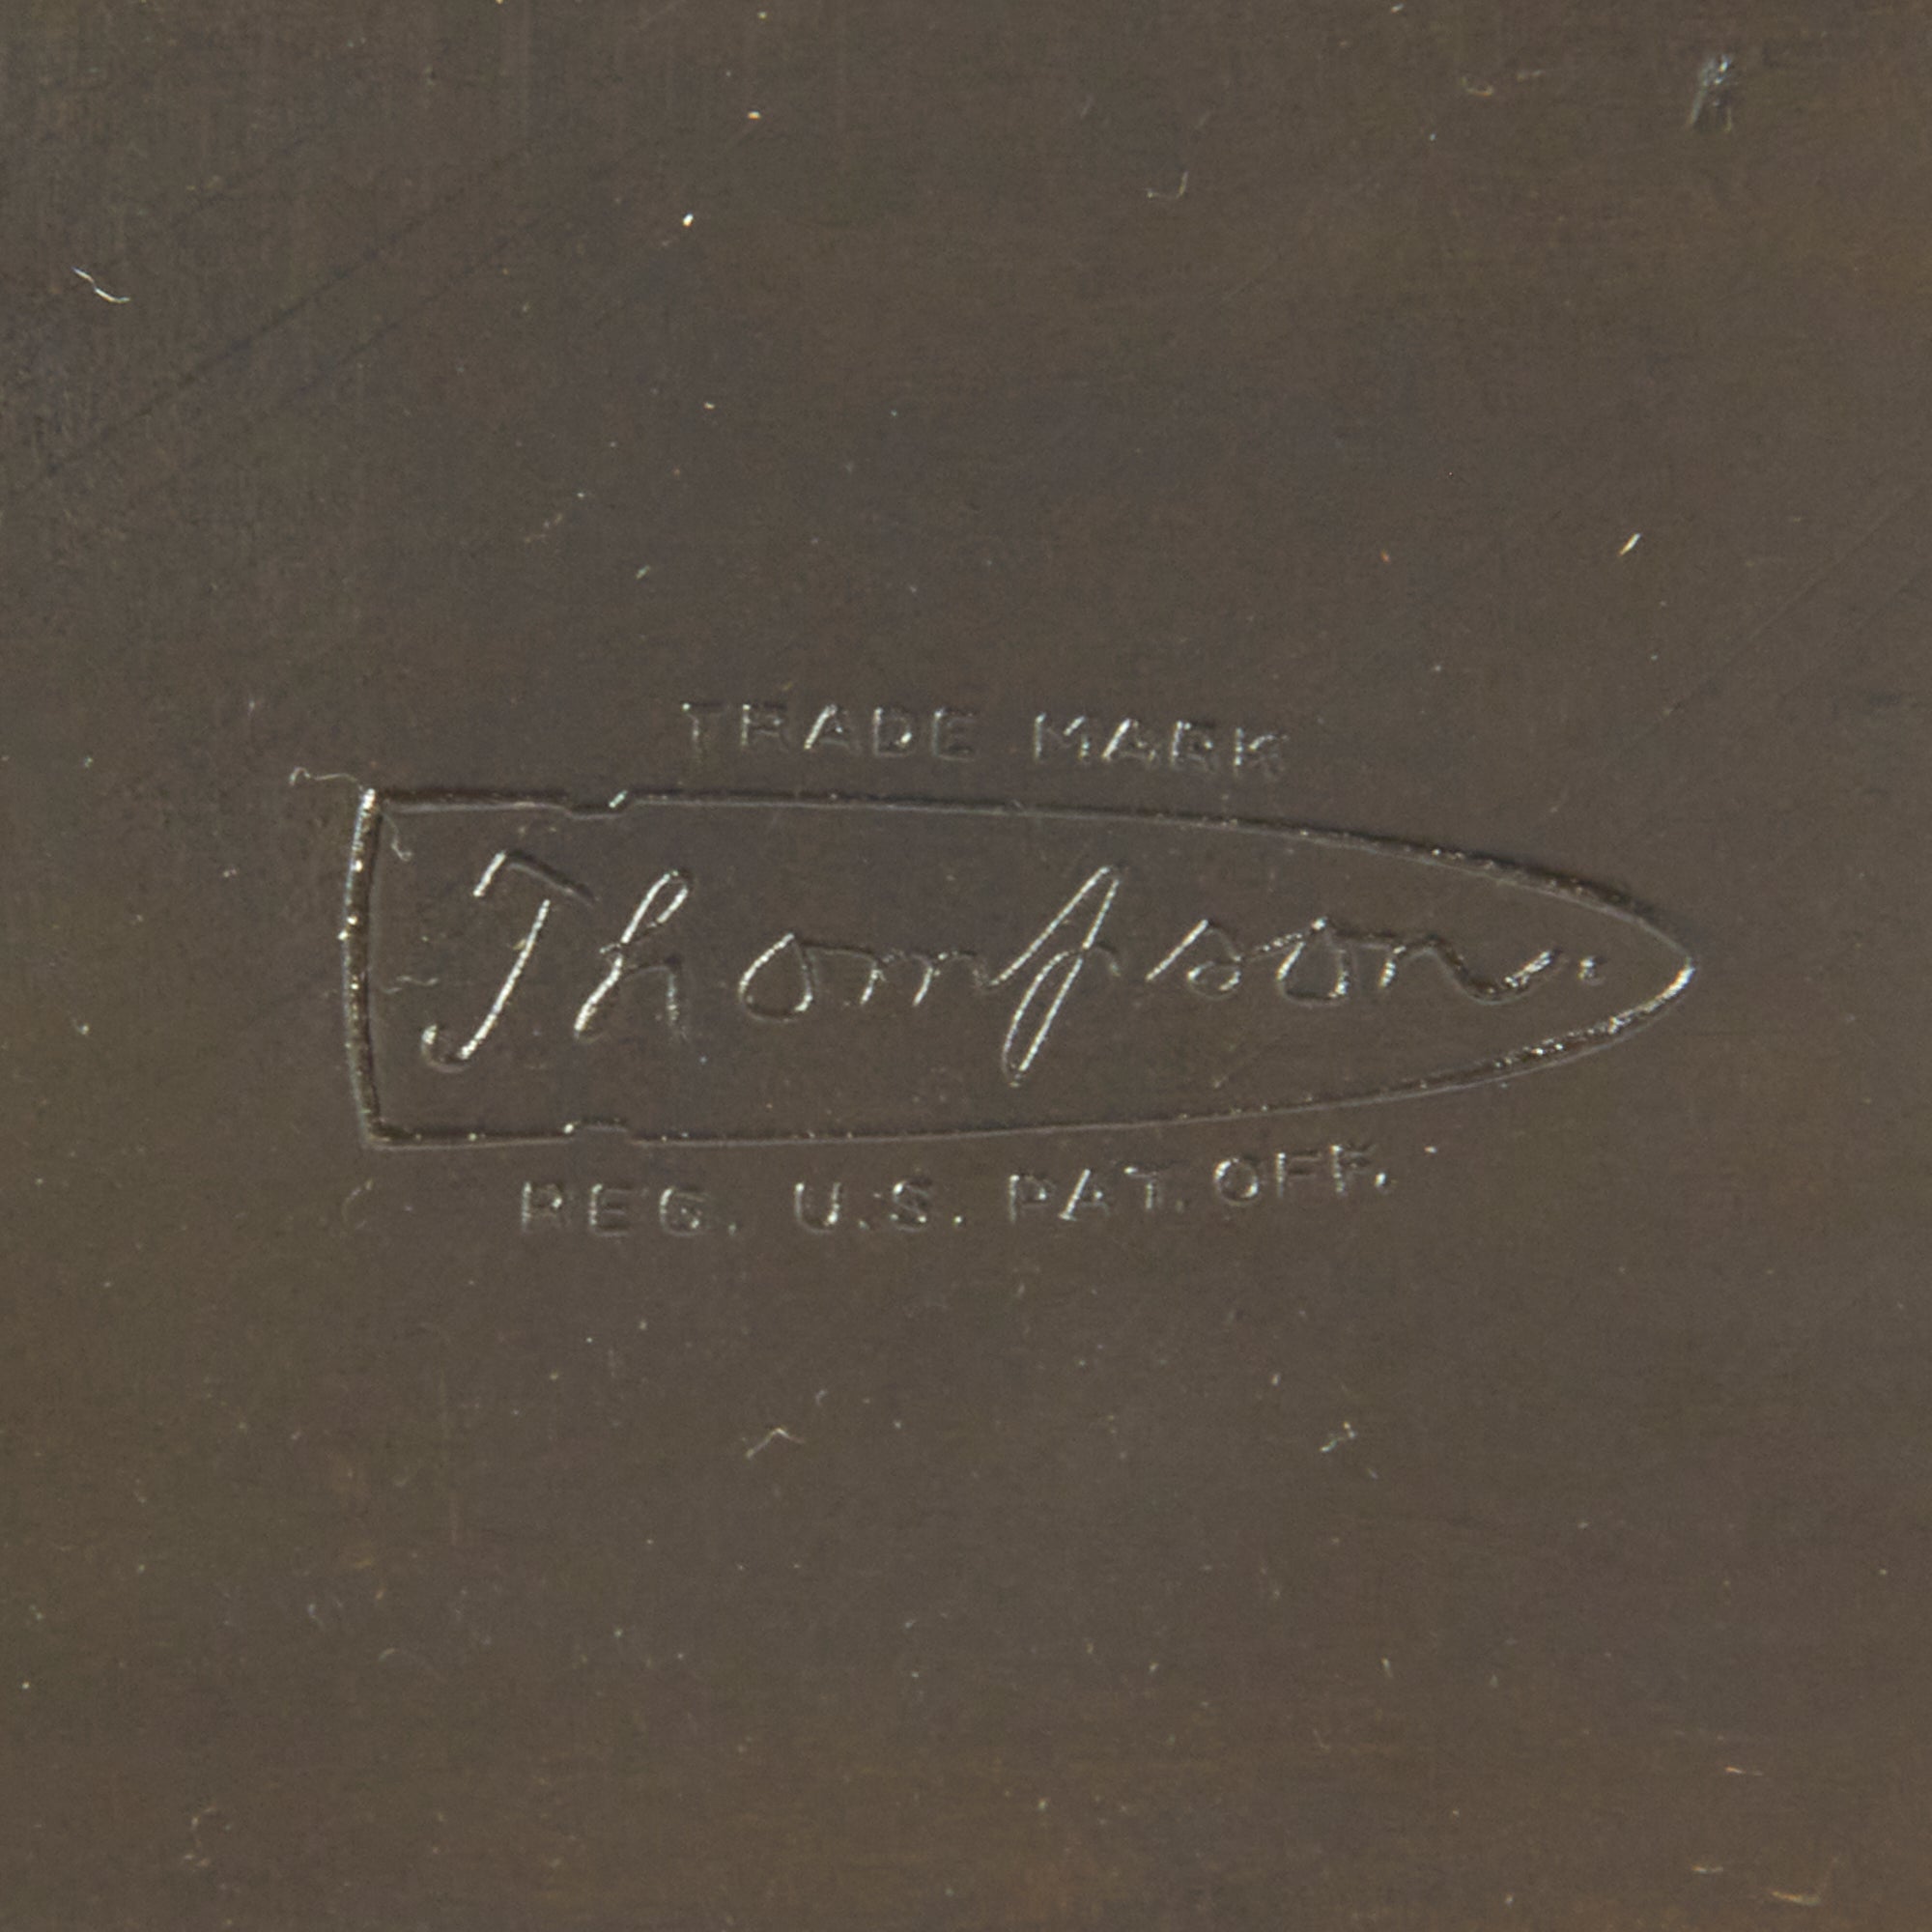 TRADE MARK
Thompson.
REG. U.S. PAT. OFF.